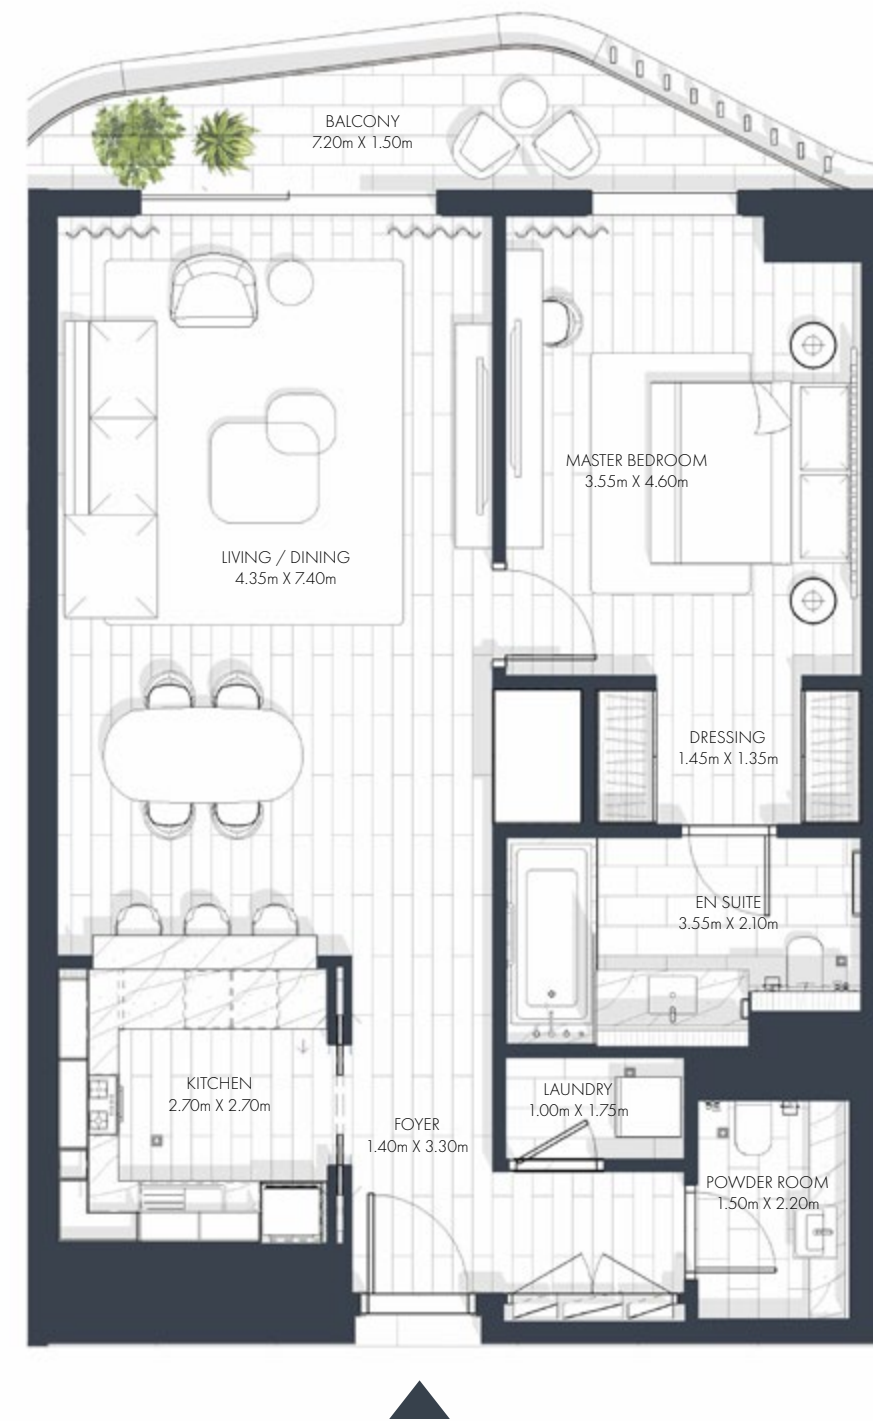 BALCONY
7.20m X 1.50m
MASTER BEDROOM
3.55m X 4.60m
LIVING / DINING
4.35m X 7.40m
DRESSING
1.45m X 1.35m
EN SUITE
3.55m X 2.10m
KITCHEN
2.70m X 2.70m
LAUNDRY
1.00m X 1.75m
FOYER
1.40m X 3.30m
POWDER ROOM
1.50m X 2.20m